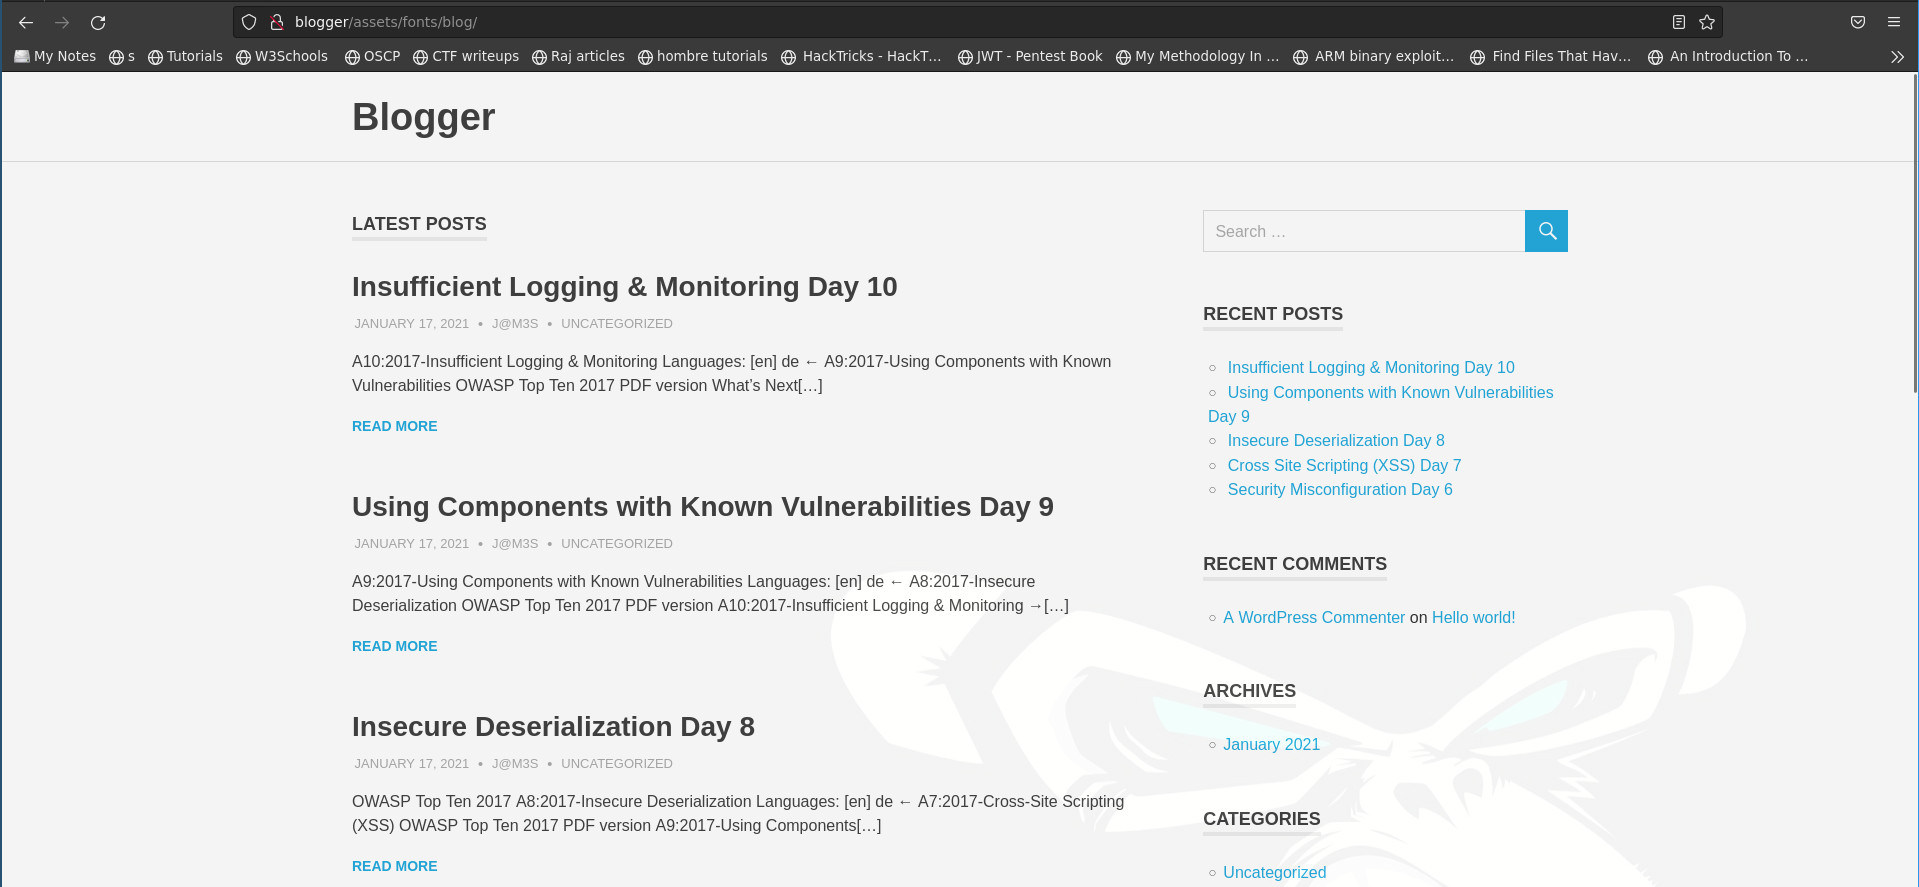 blogger/assets/fonts/blog/
My Notes s Tutorials W3Schools OSCP CTF writeups Raj articles hombre tutorials HackTricks - HackT… JWT - Pentest Book My Methodology In … ARM binary exploit… Find Files That Hav… An Introduction To …
Blogger
LATEST POSTS
Insufficient Logging & Monitoring Day 10
JANUARY 17, 2021 • J@M3S • UNCATEGORIZED
A10:2017-Insufficient Logging & Monitoring Languages: [en] de ← A9:2017-Using Components with Known
Vulnerabilities OWASP Top Ten 2017 PDF version What’s Next[…]
READ MORE
Using Components with Known Vulnerabilities Day 9
JANUARY 17, 2021 • J@M3S • UNCATEGORIZED
A9:2017-Using Components with Known Vulnerabilities Languages: [en] de ← A8:2017-Insecure
Deserialization OWASP Top Ten 2017 PDF version A10:2017-Insufficient Logging & Monitoring →[…]
READ MORE
Insecure Deserialization Day 8
JANUARY 17, 2021 • J@M3S • UNCATEGORIZED
OWASP Top Ten 2017 A8:2017-Insecure Deserialization Languages: [en] de ← A7:2017-Cross-Site Scripting
(XSS) OWASP Top Ten 2017 PDF version A9:2017-Using Components[…]
READ MORE
Search …
RECENT POSTS
Insufficient Logging & Monitoring Day 10
Using Components with Known Vulnerabilities
Day 9
Insecure Deserialization Day 8
Cross Site Scripting (XSS) Day 7
Security Misconfiguration Day 6
RECENT COMMENTS
A WordPress Commenter on Hello world!
ARCHIVES
January 2021
CATEGORIES
Uncategorized